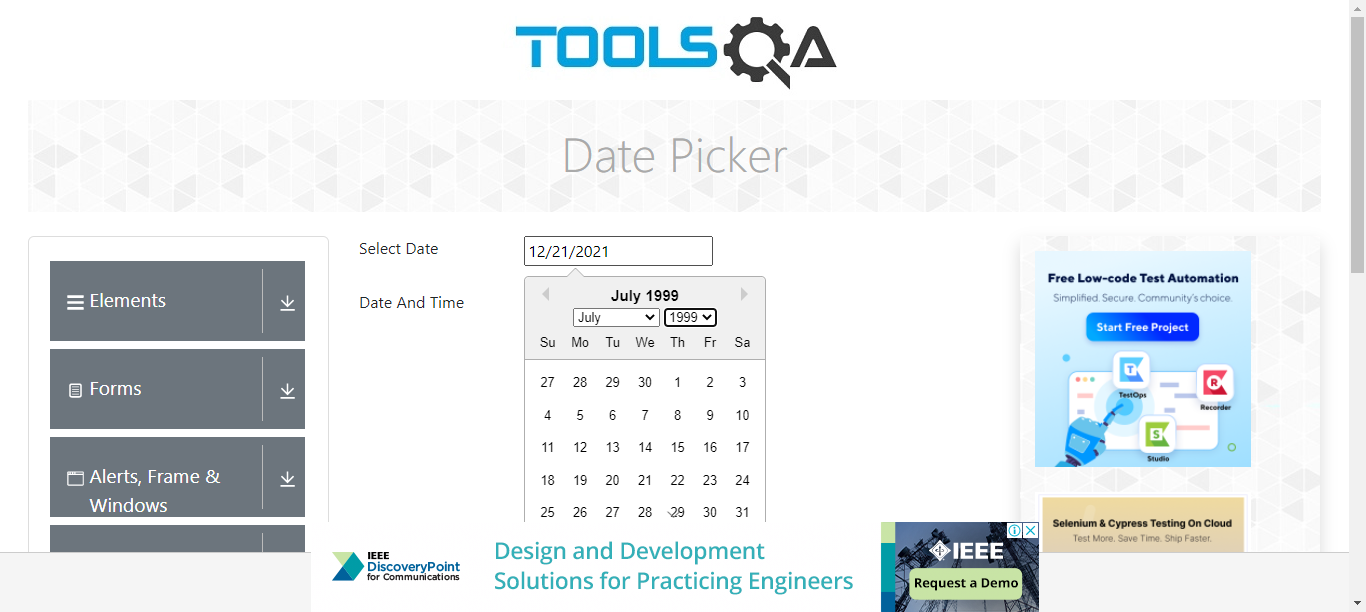 TOOLSQA
Date Picker
Elements
Forms
Alerts, Frame &
Windows
Select Date
12/21/2021
Date And Time
July 1999
July
1999
Su Mo Tu We Th Fr Sa
27 28 29 30 1 2 3
4 5 6 7 8 9 10
11 12 13 14 15 16 17
18 19 20 21 22 23 24
25 26 27 28 29 30 31
Free Low-code Test Automation
Simplified. Secure. Community's choice.
Start Free Project
TestOps
Recorder
Studio
Selenium & Cypress Testing On Cloud
Test More. Save Time. Ship Faster.
IEEE
DiscoveryPoint
for Communications
Design and Development
Solutions for Practicing Engineers
IEEE
Request a Demo